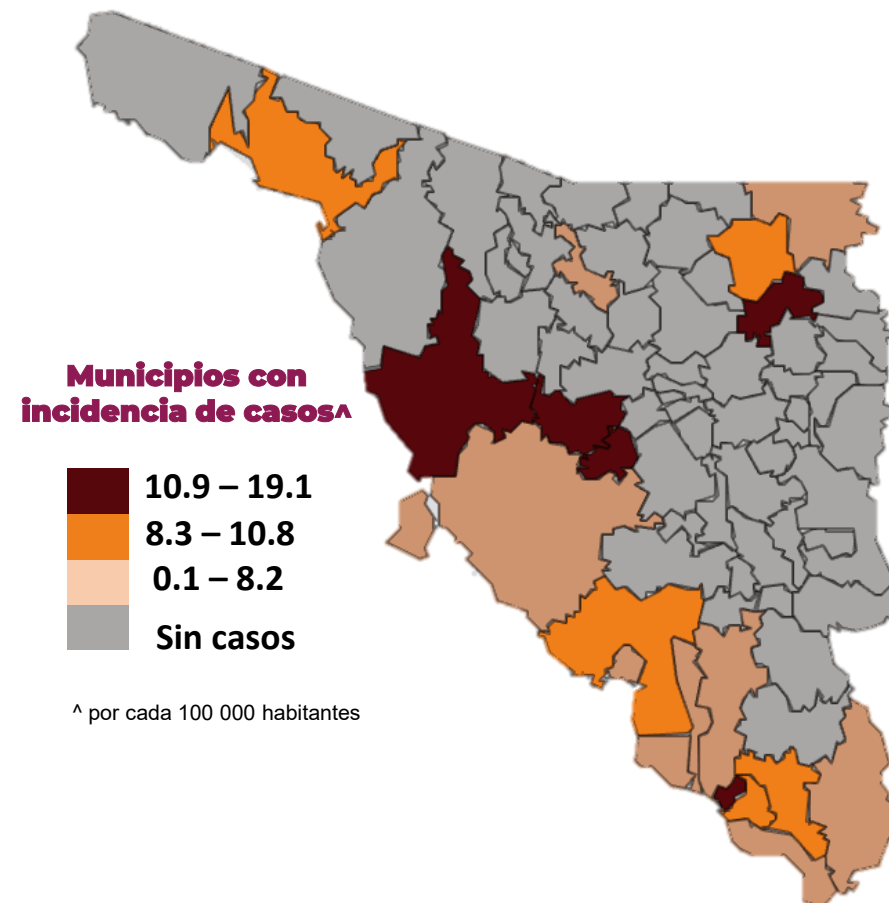 Municipios con
incidencia de casos^
10.9 – 19.1
8.3 – 10.8
0.1 – 8.2
Sin casos
^ por cada 100 000 habitantes